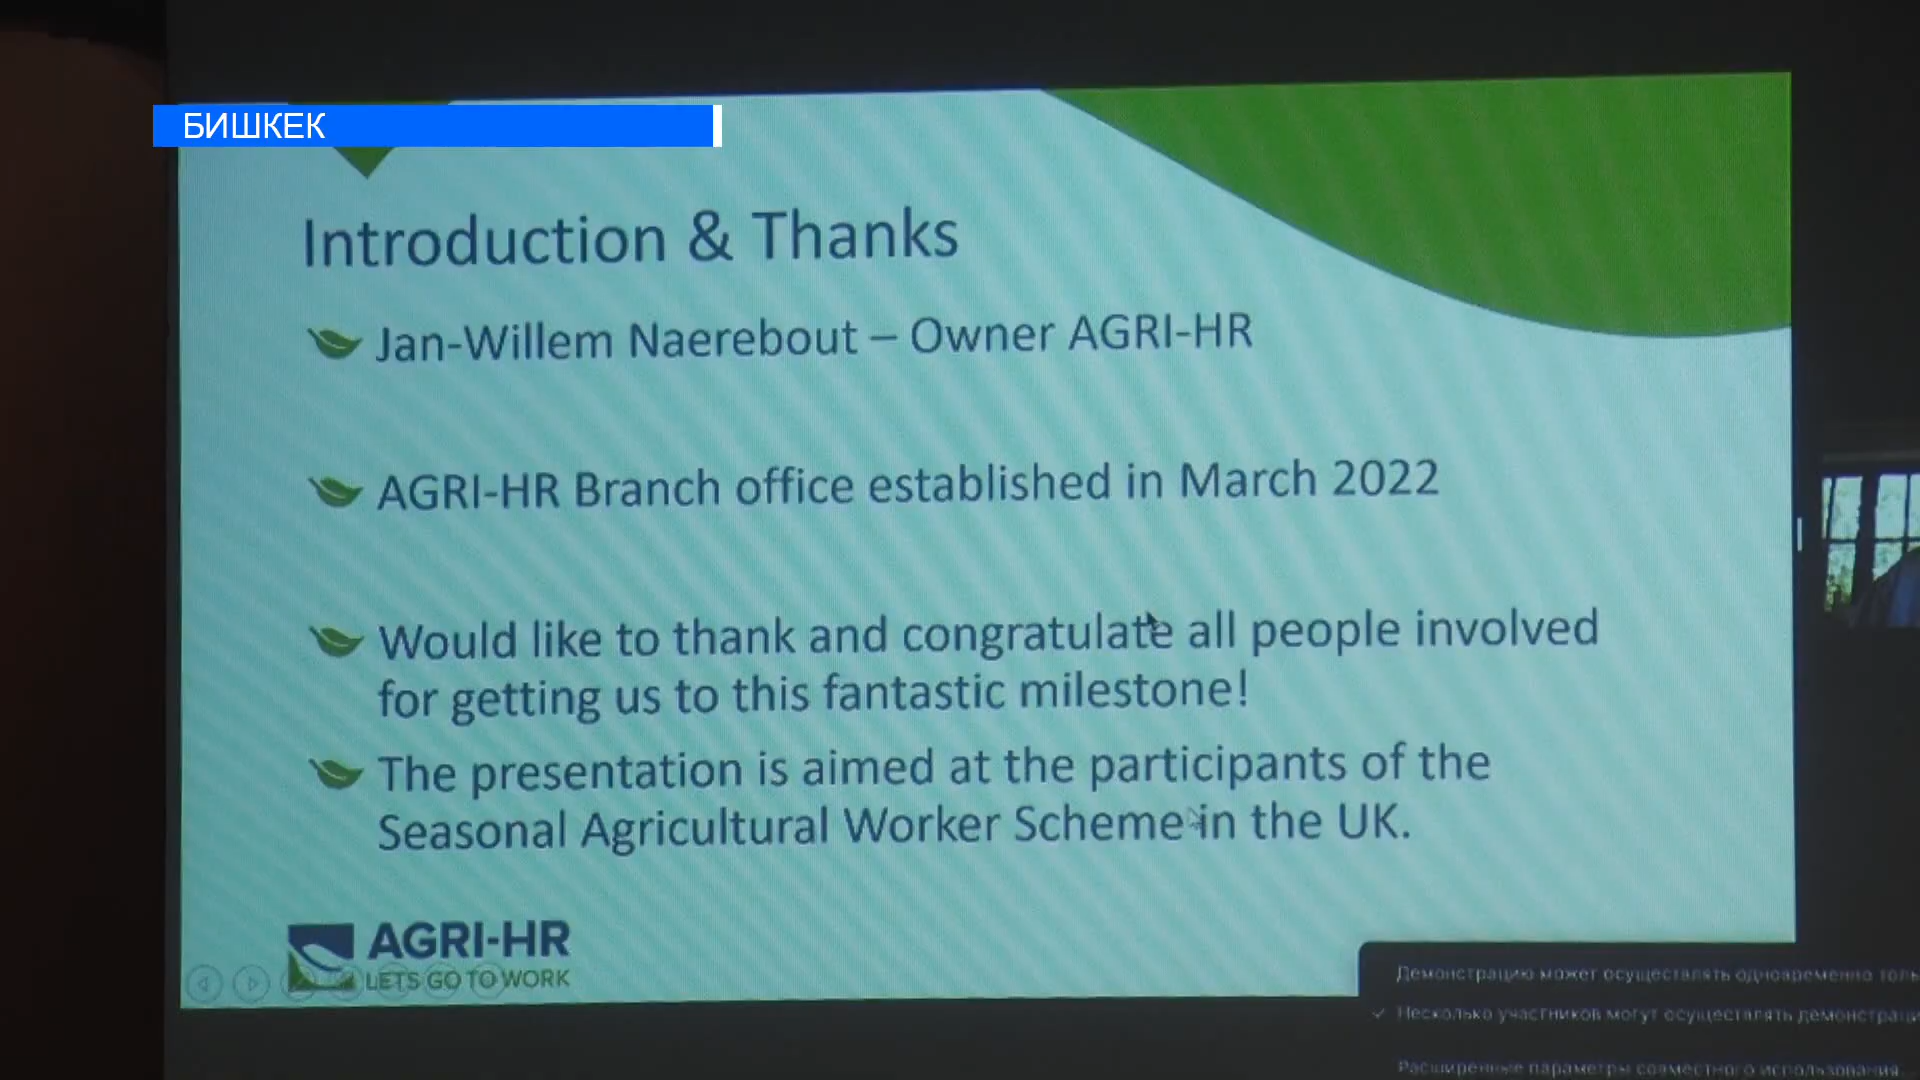 БИШКЕК
Introduction & Thanks
Jan-Willem Naerebout – Owner AGRI-HR
AGRI-HR Branch office established in March 2022
Would like to thank and congratulate all people involved
for getting us to this fantastic milestone!
The presentation is aimed at the participants of the
Seasonal Agricultural Worker Scheme in the UK.
AGRI-HR
LETS GO TO WORK
Демонстрацию может осуществлять одновременно
Несколько участников могут осуществлять
Расширенные параметры совместного использования...